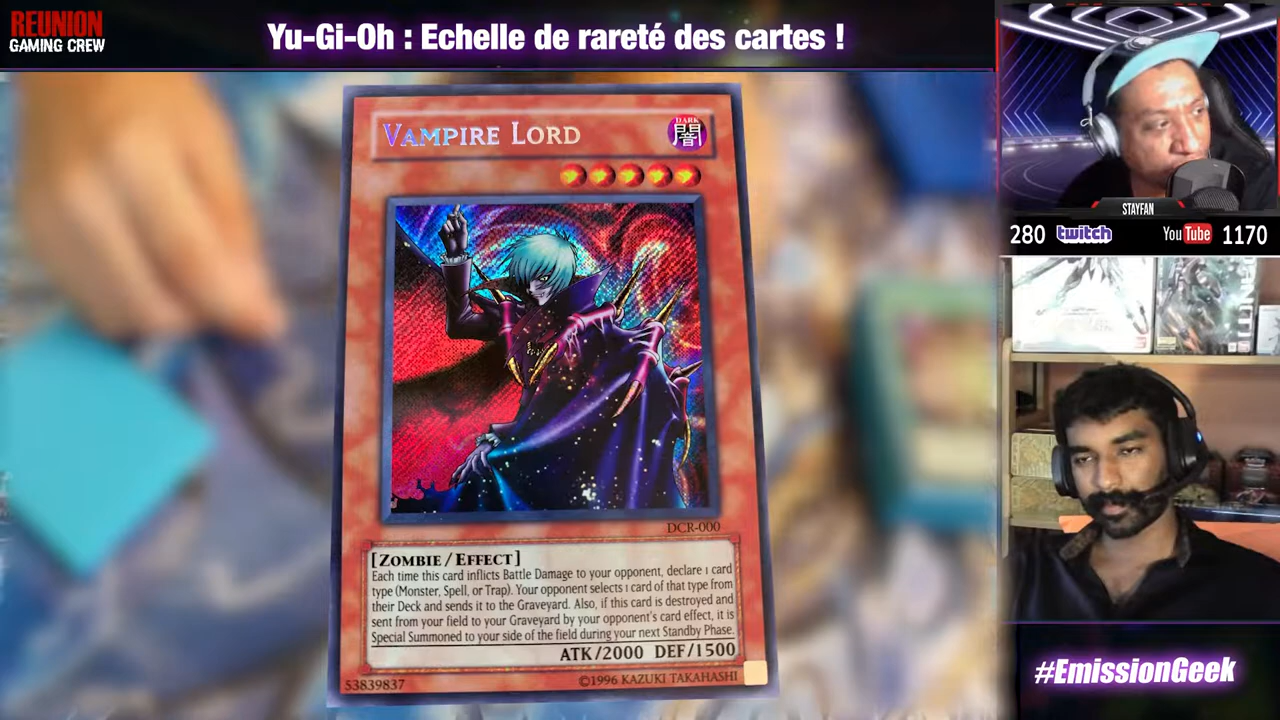 REUNION
GAMING CREW
Yu-Gi-Oh : Echelle de rareté des cartes !
VAMPIRE LORD
DARK
闇
DCR-000
[ZOMBIE / EFFECT]
Each time this card inflicts Battle Damage to your opponent, declare 1 card
type (Monster, Spell, or Trap). Your opponent selects 1 card of that type from
their Deck and sends it to the Graveyard. Also, if this card is destroyed and
sent from your field to your Graveyard by your opponent's card effect, it is
Special Summoned to your side of the field during your next Standby Phase.
ATK/2000 DEF/1500
53839837
©1996 KAZUKI TAKAHASHI
STAYFAN
280 twitch YouTube 1170
#EmissionGeek